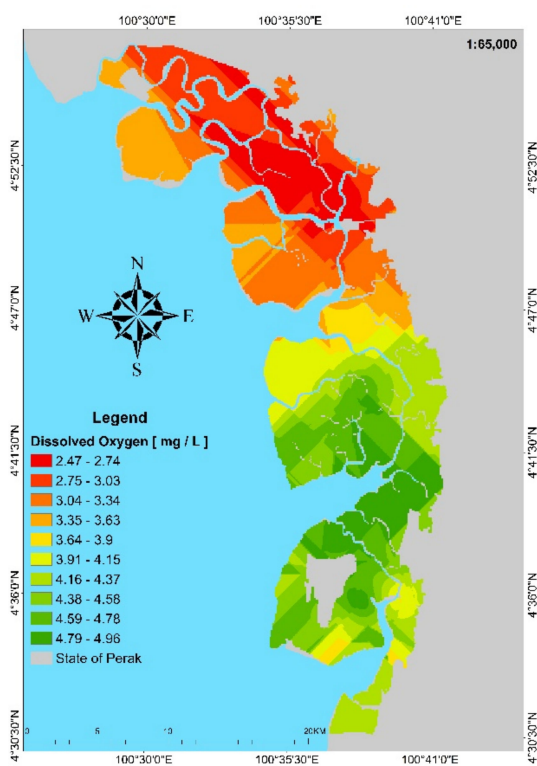 100°30'0"E 100°35'30"E 100°41'0"E
1:65,000
4°52'30"N 4°52'30"N
N
4°47'0"N W E 4°47'0"N
S
Legend
Dissolved Oxygen [ mg / L ]
4°41'30"N 4°41'30"N
2.47 - 2.74
2.75 - 3.03
3.04 - 3.34
3.35 - 3.63
3.64 - 3.9
3.91 - 4.15
4.16 - 4.37
4°36'0"N 4°36'0"N
4.38 - 4.58
4.59 - 4.78
4.79 - 4.96
State of Perak
0 5 10 20KM
4°30'30"N 4°30'30"N
100°30'0"E 100°35'30"E 100°41'0"E